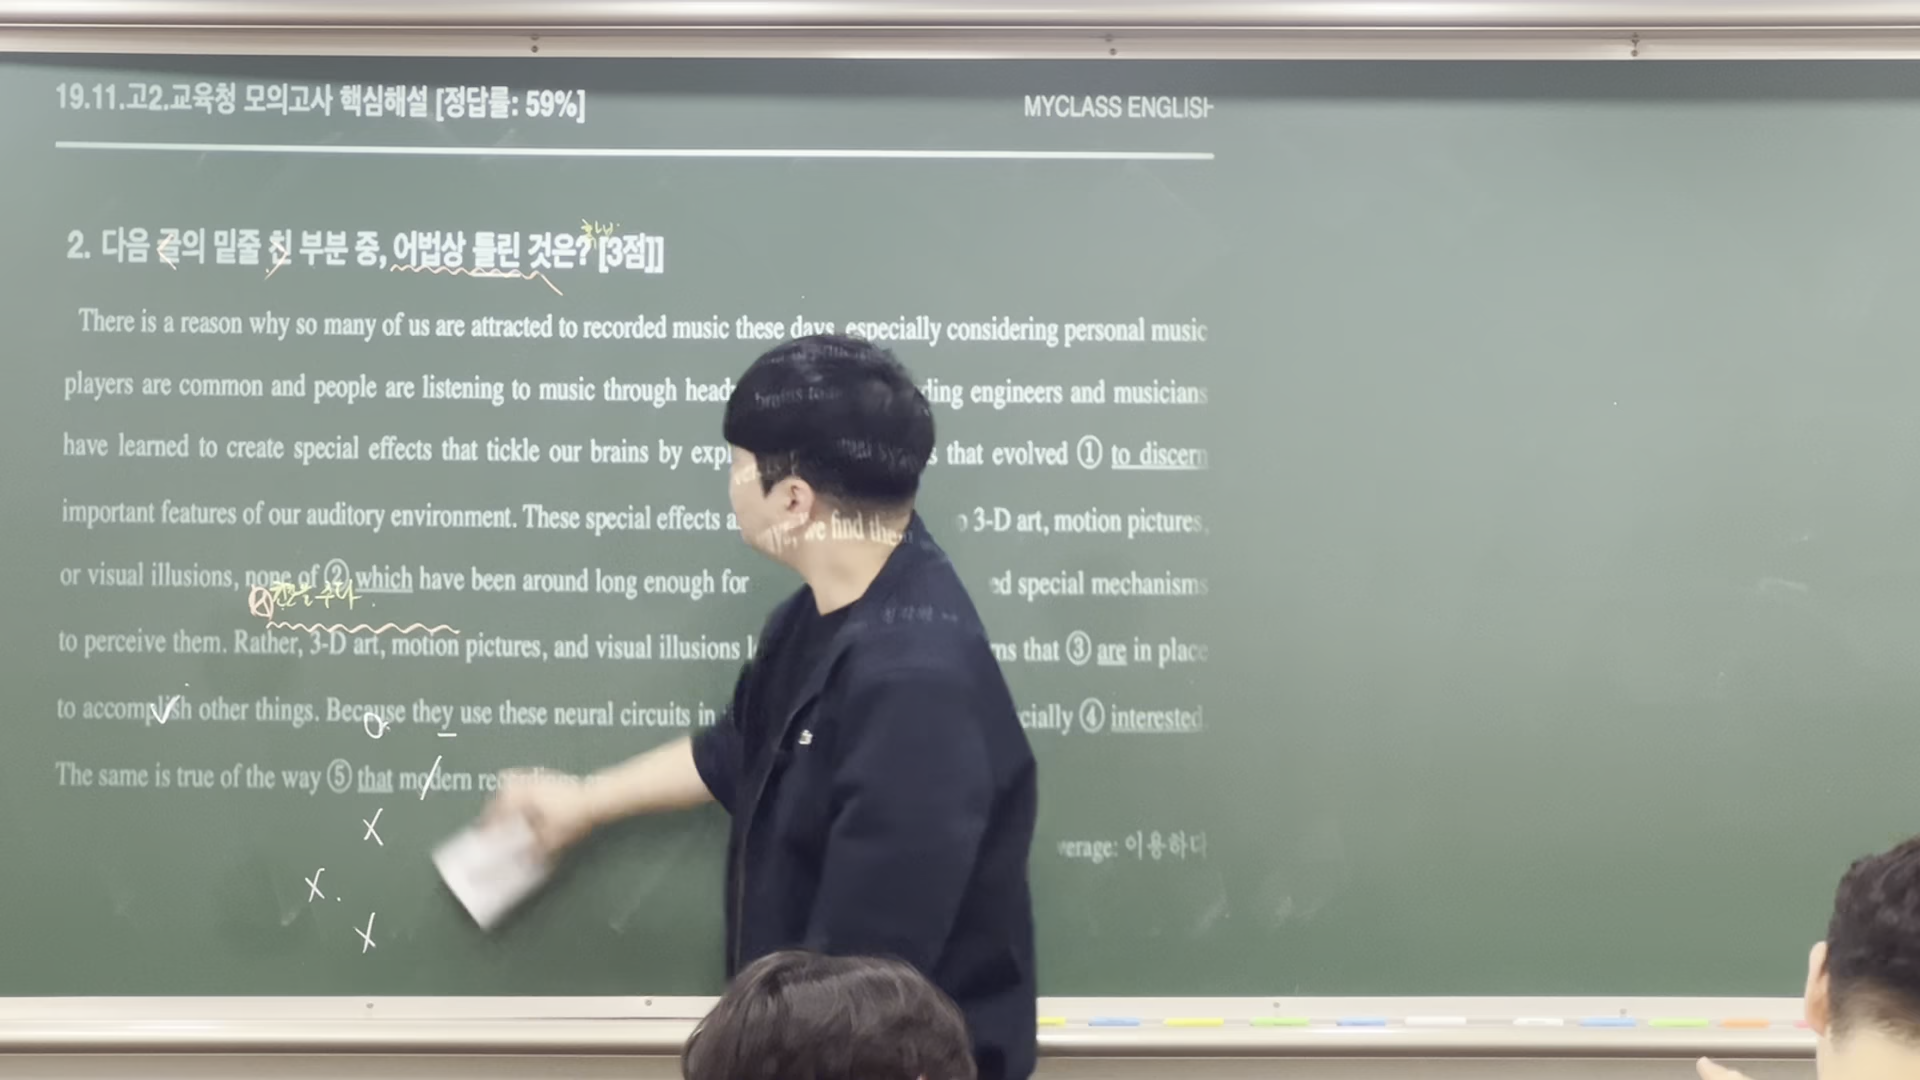 19.11.고2.교육청 모의고사 핵심해설 [정답률: 59%]
MYCLASS ENGLISH
2. 다음 글의 밑줄 친 부분 중, 어법상 틀린 것은? [3점]]
There is a reason why so many of us are attracted to recorded music these days, especially considering personal music
players are common and people are listening to music through engineers and musicians
have learned to create special effects that tickle our brains by that evolved ① to discern
important features of our auditory environment. These special effects 3-D art, motion pictures,
or visual illusions, none of ② which have been around long enough for special mechanisms
to perceive them. Rather, 3-D art, motion pictures, and visual illusions that ③ are in place
to accomplish other things. Because they use these neural circuits in ④ interested.
The same is true of the way ⑤ that modern
이용하다
X
X.
X